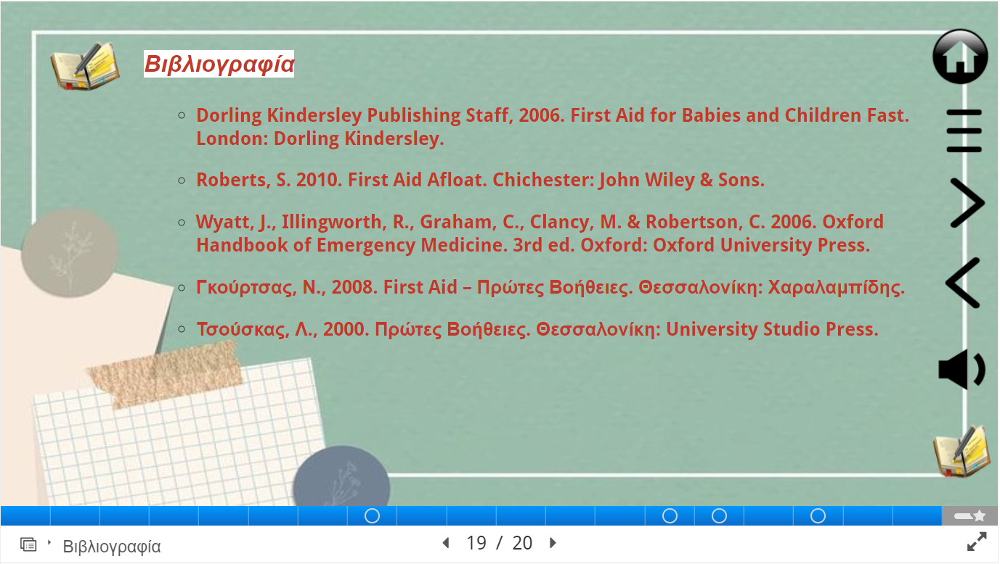 Βιβλιογραφία
Dorling Kindersley Publishing Staff, 2006. First Aid for Babies and Children Fast.
London: Dorling Kindersley.
Roberts, S. 2010. First Aid Afloat. Chichester: John Wiley & Sons.
Wyatt, J., Illingworth, R., Graham, C., Clancy, M. & Robertson, C. 2006. Oxford
Handbook of Emergency Medicine. 3rd ed. Oxford: Oxford University Press.
Γκούρτσας, Ν., 2008. First Aid – Πρώτες Βοήθειες. Θεσσαλονίκη: Χαραλαμπίδης.
Τσούσκας, Λ., 2000. Πρώτες Βοήθειες. Θεσσαλονίκη: University Studio Press.
Βιβλιογραφία
19 / 20